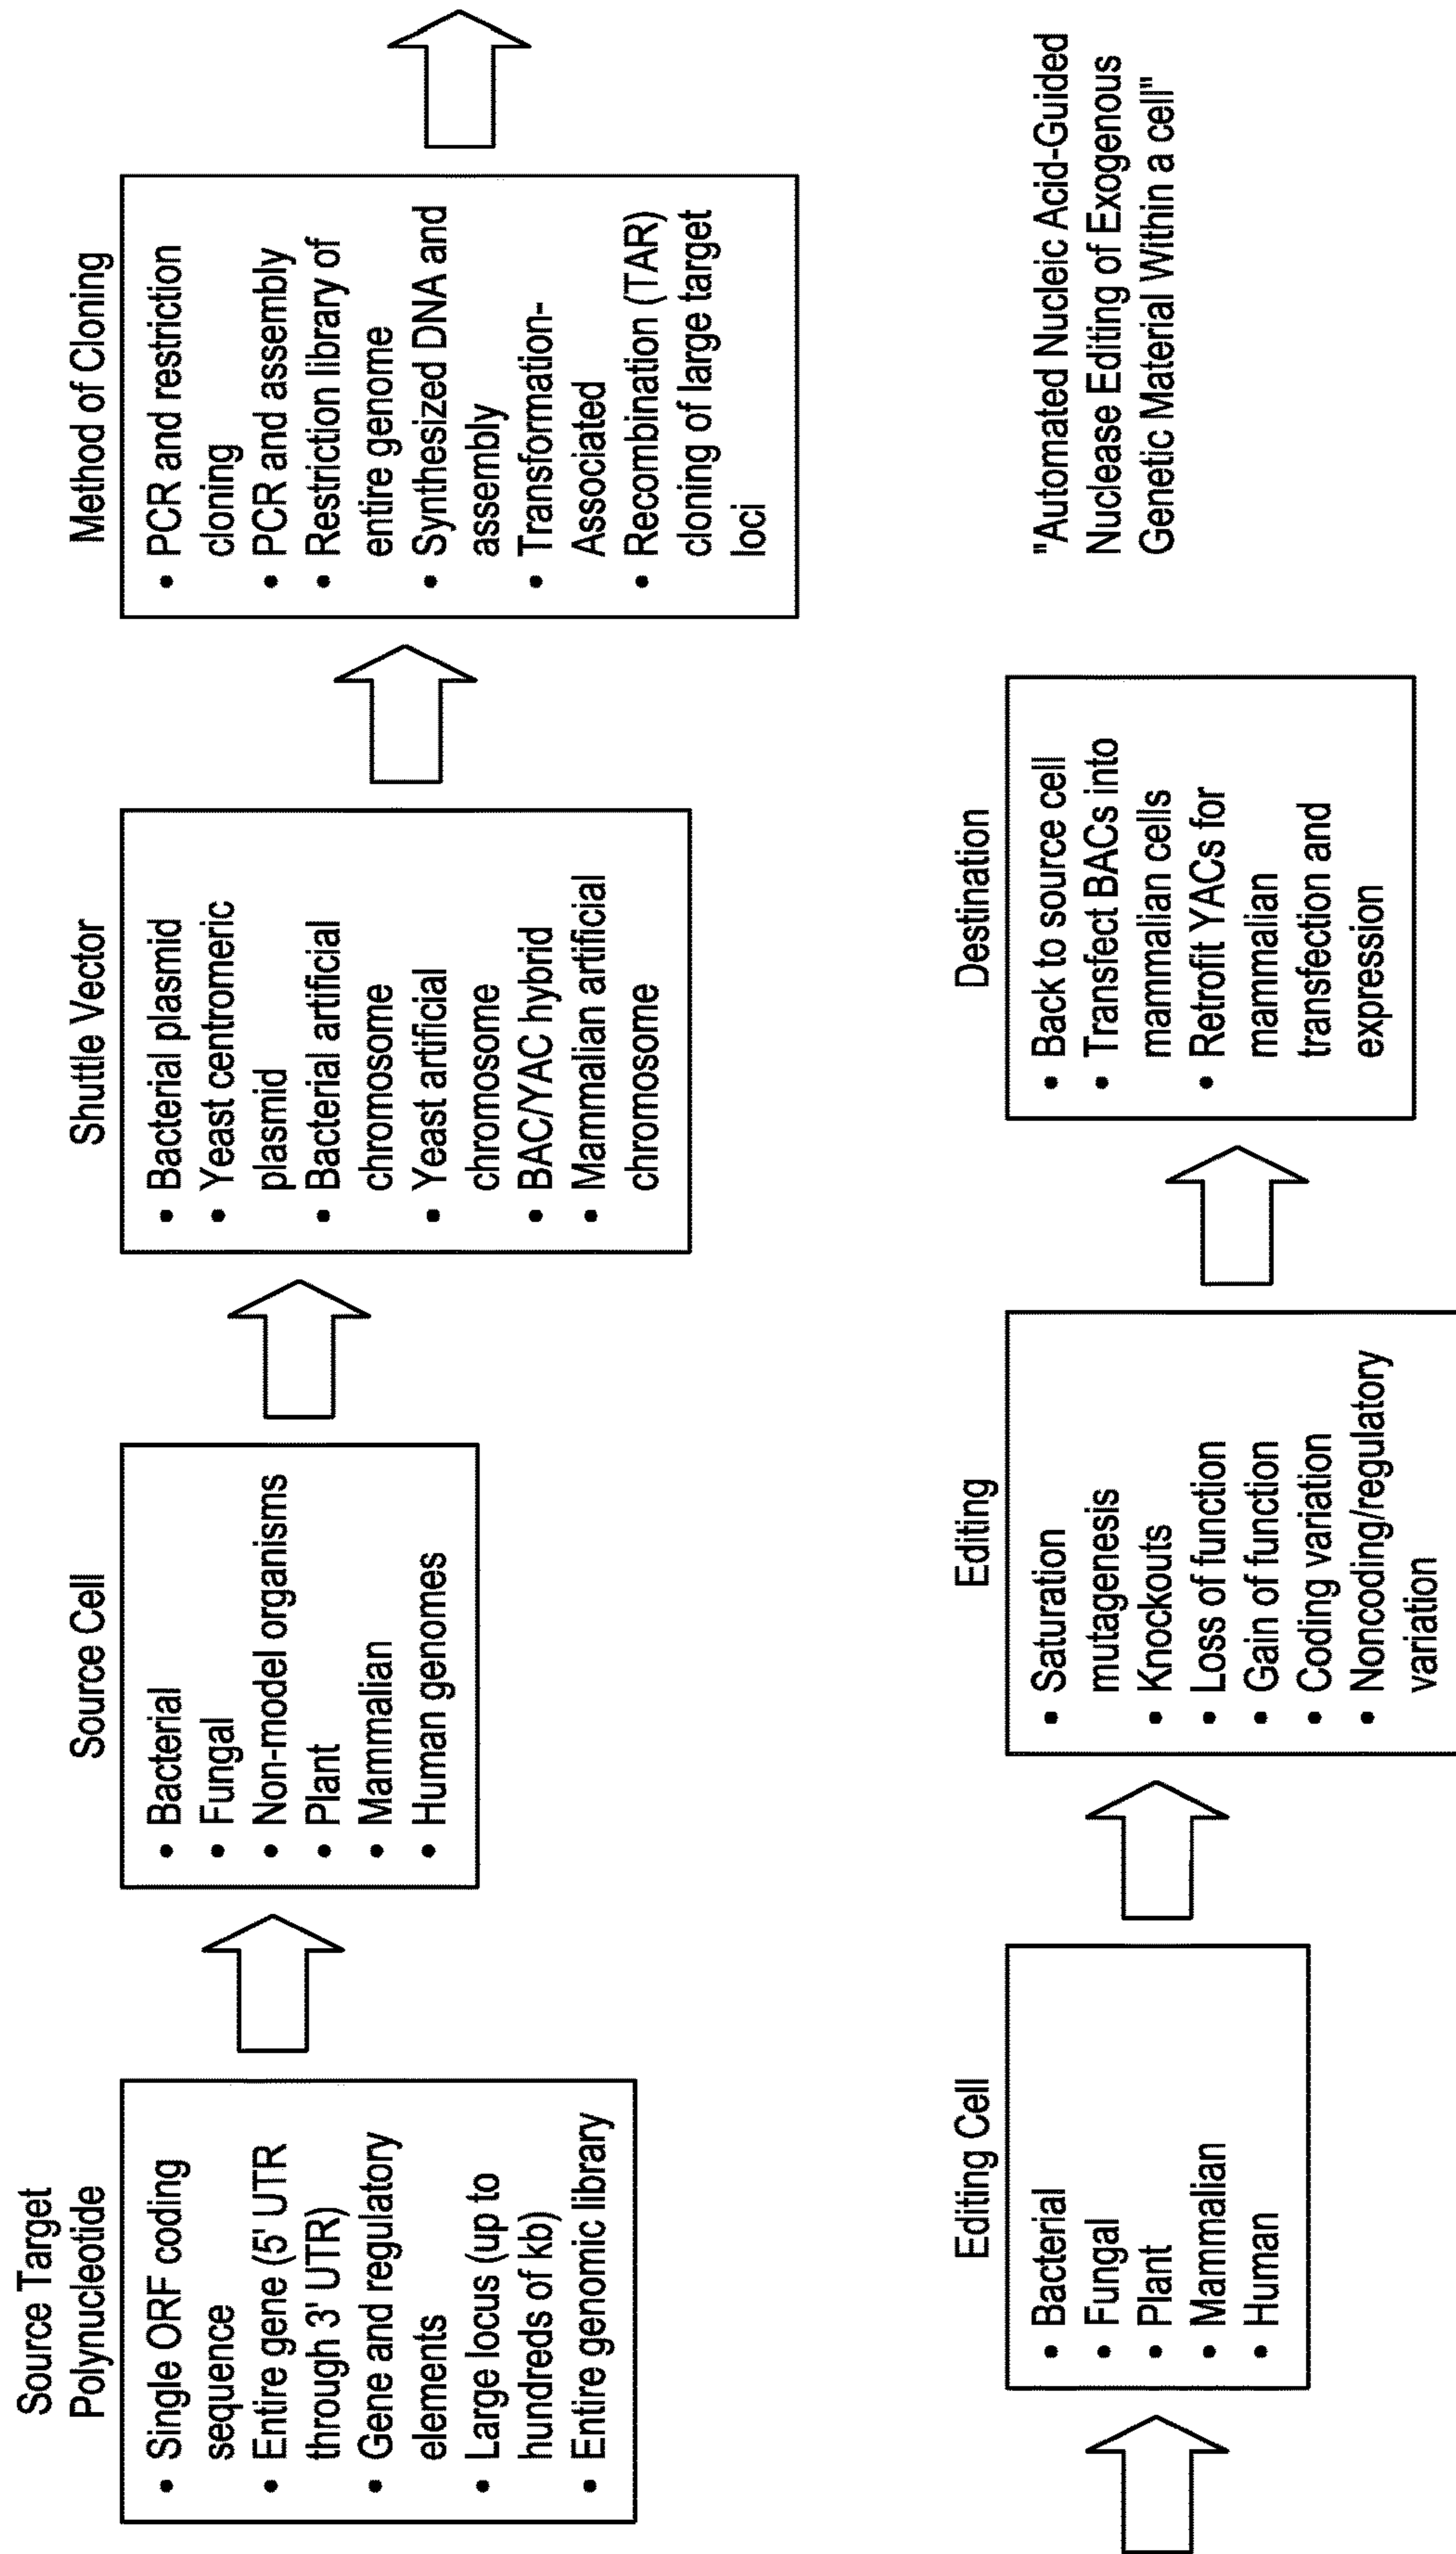 Source Target
Polynucleotide
• Single ORF coding
sequence
• Entire gene (5' UTR
through 3' UTR)
• Gene and regulatory
elements
• Large locus (up to
hundreds of kb)
• Entire genomic library
Source Cell
• Bacterial
• Fungal
• Non-model organisms
• Plant
• Mammalian
• Human genomes
Shuttle Vector
• Bacterial plasmid
• Yeast centromeric
plasmid
• Bacterial artificial
chromosome
• Yeast artificial
chromosome
• BAC/YAC hybrid
• Mammalian artificial
chromosome
Method of Cloning
• PCR and restriction
cloning
• PCR and assembly
• Restriction library of
entire genome
• Synthesized DNA and
assembly
• Transformation-
Associated
• Recombination (TAR)
cloning of large target
loci
Editing Cell
• Bacterial
• Fungal
• Plant
• Mammalian
• Human
Editing
• Saturation
mutagenesis
• Knockouts
• Loss of function
• Gain of function
• Coding variation
• Noncoding/regulatory
variation
Destination
• Back to source cell
• Transfect BACs into
mammalian cells
• Retrofit YACs for
mammalian
transfection and
expression
"Automated Nucleic Acid-Guided
Nuclease Editing of Exogenous
Genetic Material Within a cell"